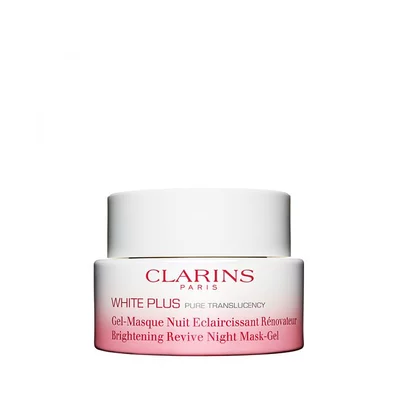 CLARINS
PARIS
WHITE PLUS PURE TRANSLUCENCY
Gel-Masque Nuit Eclaircissant Rénovateur
Brightening Revive Night Mask-Gel